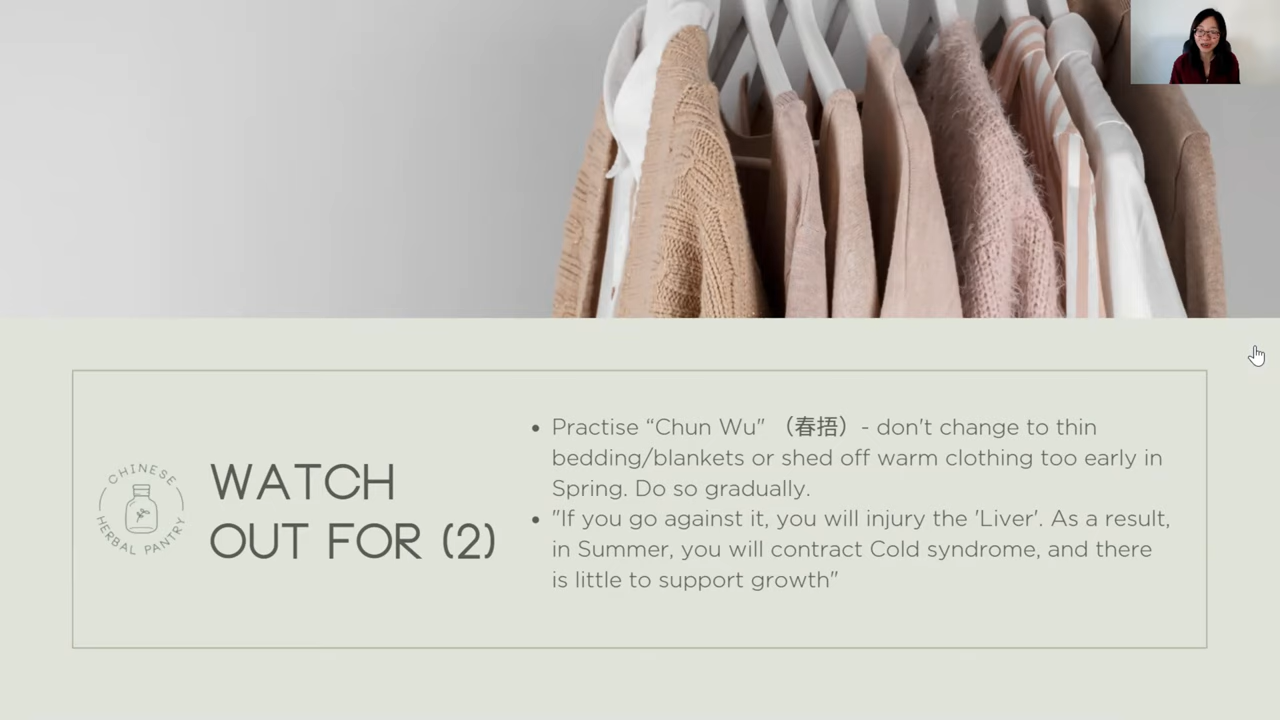 CHINESE
HERBAL PANTRY
WATCH
OUT FOR (2)
• Practise “Chun Wu" （春捂）- don't change to thin
bedding/blankets or shed off warm clothing too early in
Spring. Do so gradually.
• "If you go against it, you will injury the 'Liver'. As a result,
in Summer, you will contract Cold syndrome, and there
is little to support growth"